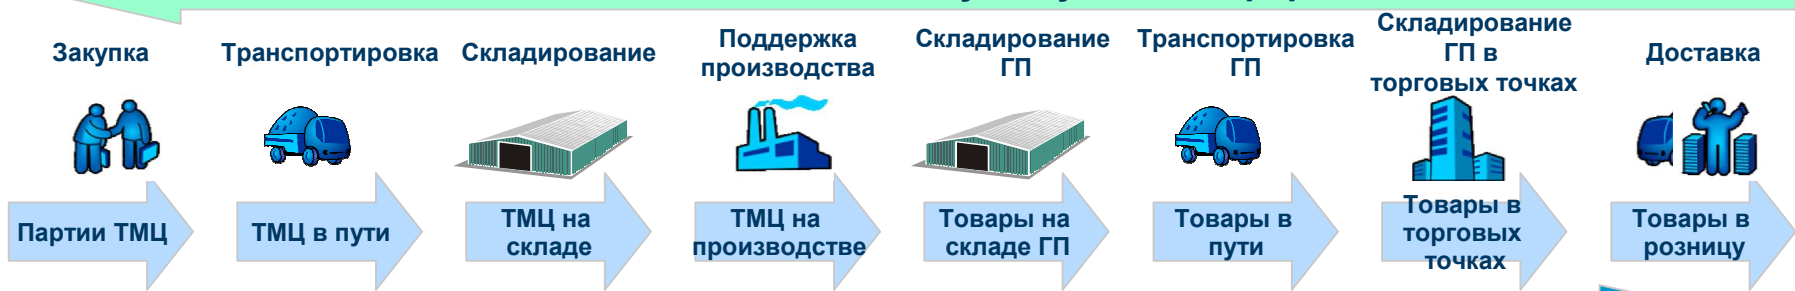 Закупка
Транспортировка
Складирование
Поддержка
производства
Складирование
ГП
Транспортировка
ГП
Складирование
ГП в
торговых точках
Доставка
Партии ТМЦ
ТМЦ в пути
ТМЦ на
складе
ТМЦ на
производстве
Товары на
складе ГП
Товары в
пути
Товары в
торговых
точках
Товары в
розницу